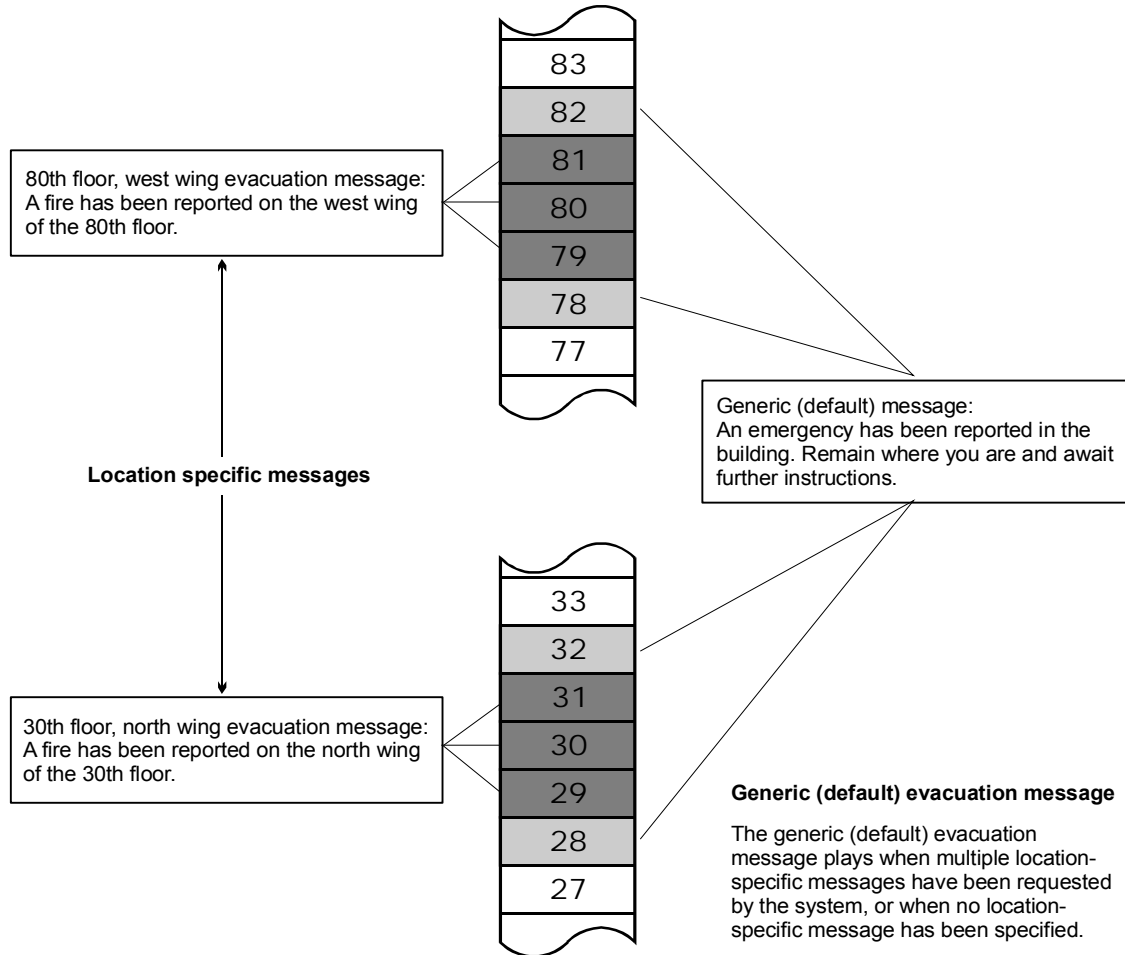 83
82
81
80
79
78
77
80th floor, west wing evacuation message:
A fire has been reported on the west wing
of the 80th floor.
Generic (default) message:
An emergency has been reported in the
building. Remain where you are and await
further instructions.
Location specific messages
33
32
31
30
29
28
27
30th floor, north wing evacuation message:
A fire has been reported on the north wing
of the 30th floor.
Generic (default) evacuation message
The generic (default) evacuation
message plays when multiple location-
specific messages have been requested
by the system, or when no location-
specific message has been specified.